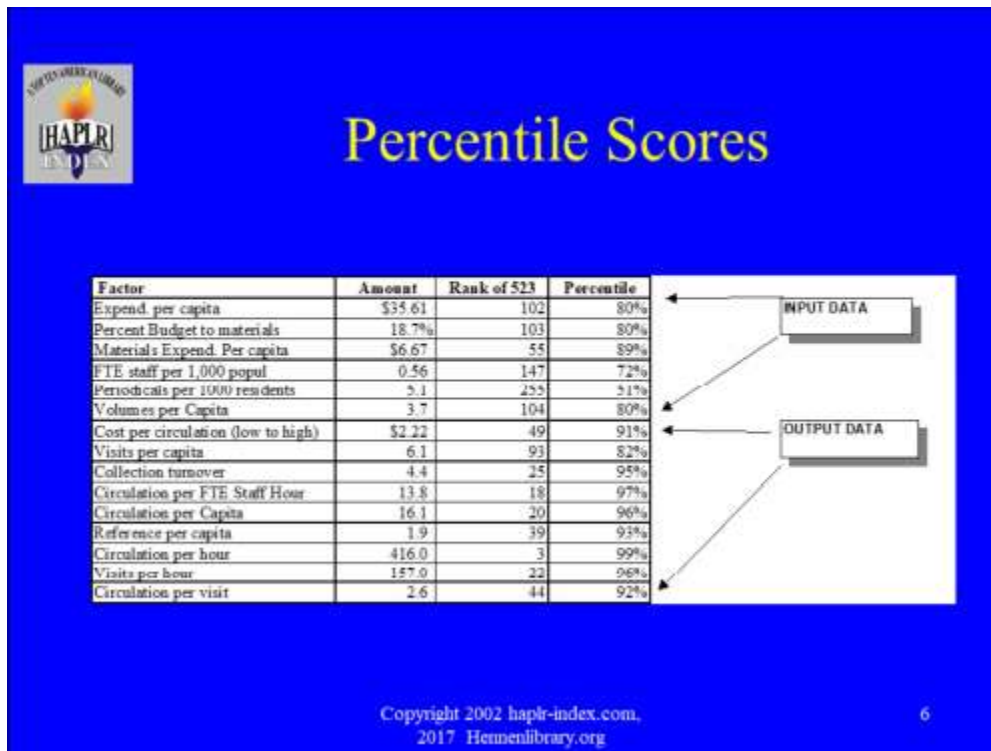 A TOP TEN AMERICAN LIBRARY
HAPLR
INDEX
Percentile Scores
Factor Amount Rank of 523 Percentile
Expend. per capita $35.61 102 80%
Percent Budget to materials 18.7% 103 80%
Materials Expend. Per capita $6.67 55 89%
FTE staff per 1,000 popul 0.56 147 72%
Periodicals per 1000 residents 5.1 255 51%
Volumes per Capita 3.7 104 80%
Cost per circulation (low to high) $2.22 49 91%
Visits per capita 6.1 93 82%
Collection turnover 4.4 25 95%
Circulation per FTE Staff Hour 13.8 18 97%
Circulation per Capita 16.1 20 96%
Reference per capita 1.9 39 93%
Circulation per hour 416.0 3 99%
Visits per hour 157.0 22 96%
Circulation per visit 2.6 44 92%
INPUT DATA
OUTPUT DATA
Copyright 2002 haplr-index.com,
2017 Hennenlibrary.org
6